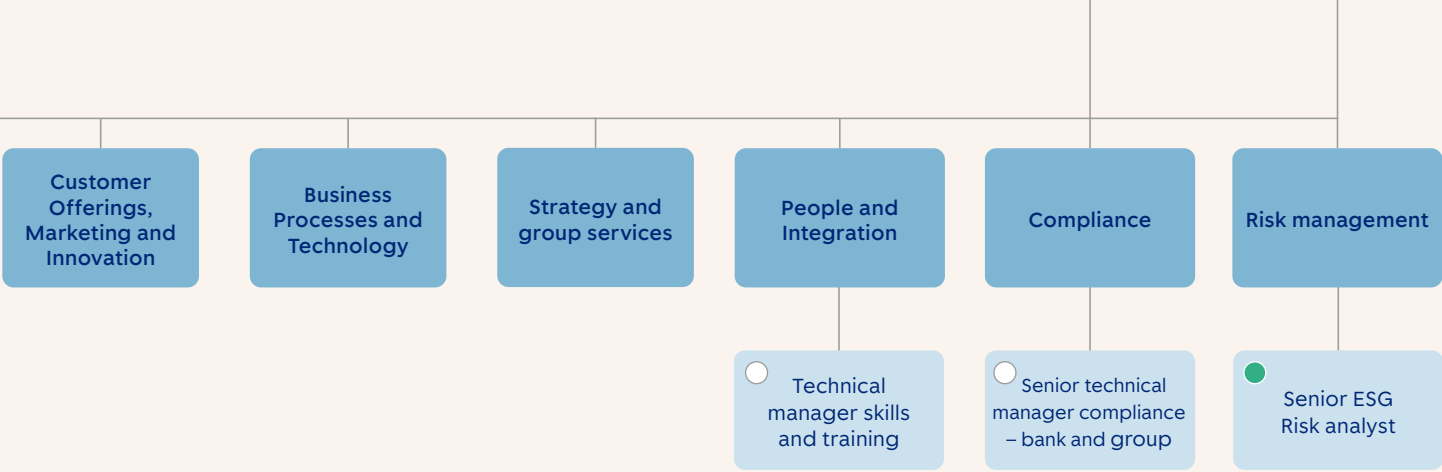 Customer
Offerings,
Marketing and
Innovation
Business
Processes and
Technology
Strategy and
group services
People and
Integration
Compliance
Risk management
Technical
manager skills
and training
Senior technical
manager compliance
– bank and group
Senior ESG
Risk analyst